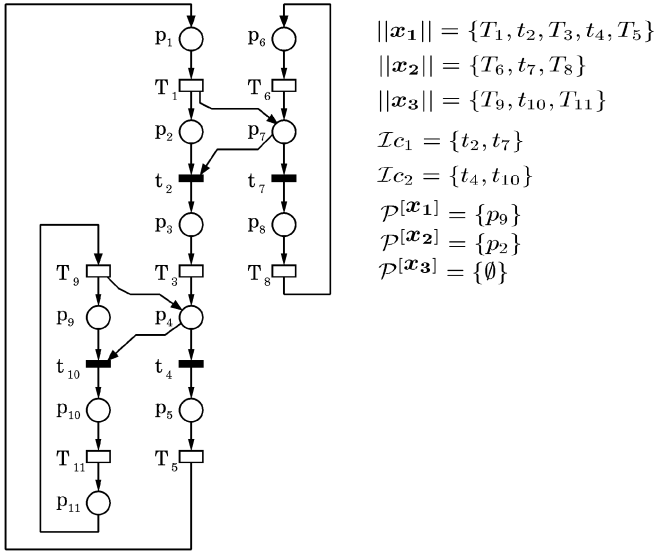 p₁ p₆ ||𝒙₁|| = {T₁, t₂, T₃, t₄, T₅}
T₁ T₆ ||𝒙₂|| = {T₆, t₇, T₈}
||𝒙₃|| = {T₉, t₁₀, T₁₁}
p₂ p₇ ℐc₁ = {t₂, t₇}
t₂ t₇ ℐc₂ = {t₄, t₁₀}
p₃ p₈ 𝒫^[𝒙₁] = {p₉}
𝒫^[𝒙₂] = {p₂}
T₉ T₃ T₈ 𝒫^[𝒙₃] = {∅}
p₉ p₄
t₁₀ t₄
p₁₀ p₅
T₁₁ T₅
p₁₁